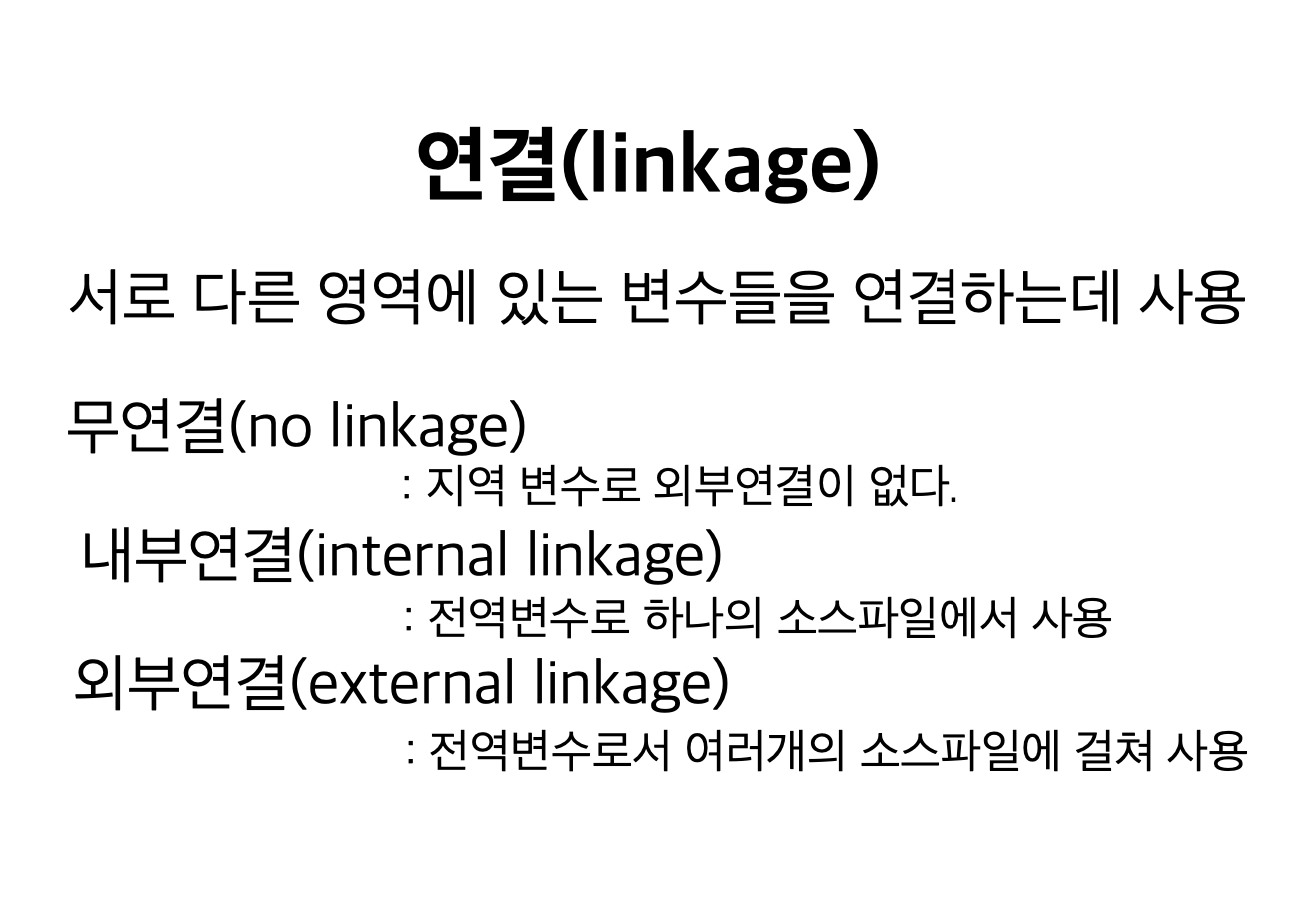 연결(linkage)
서로 다른 영역에 있는 변수들을 연결하는데 사용
무연결(no linkage)
: 지역 변수로 외부연결이 없다.
내부연결(internal linkage)
: 전역변수로 하나의 소스파일에서 사용
외부연결(external linkage)
: 전역변수로서 여러개의 소스파일에 걸쳐 사용